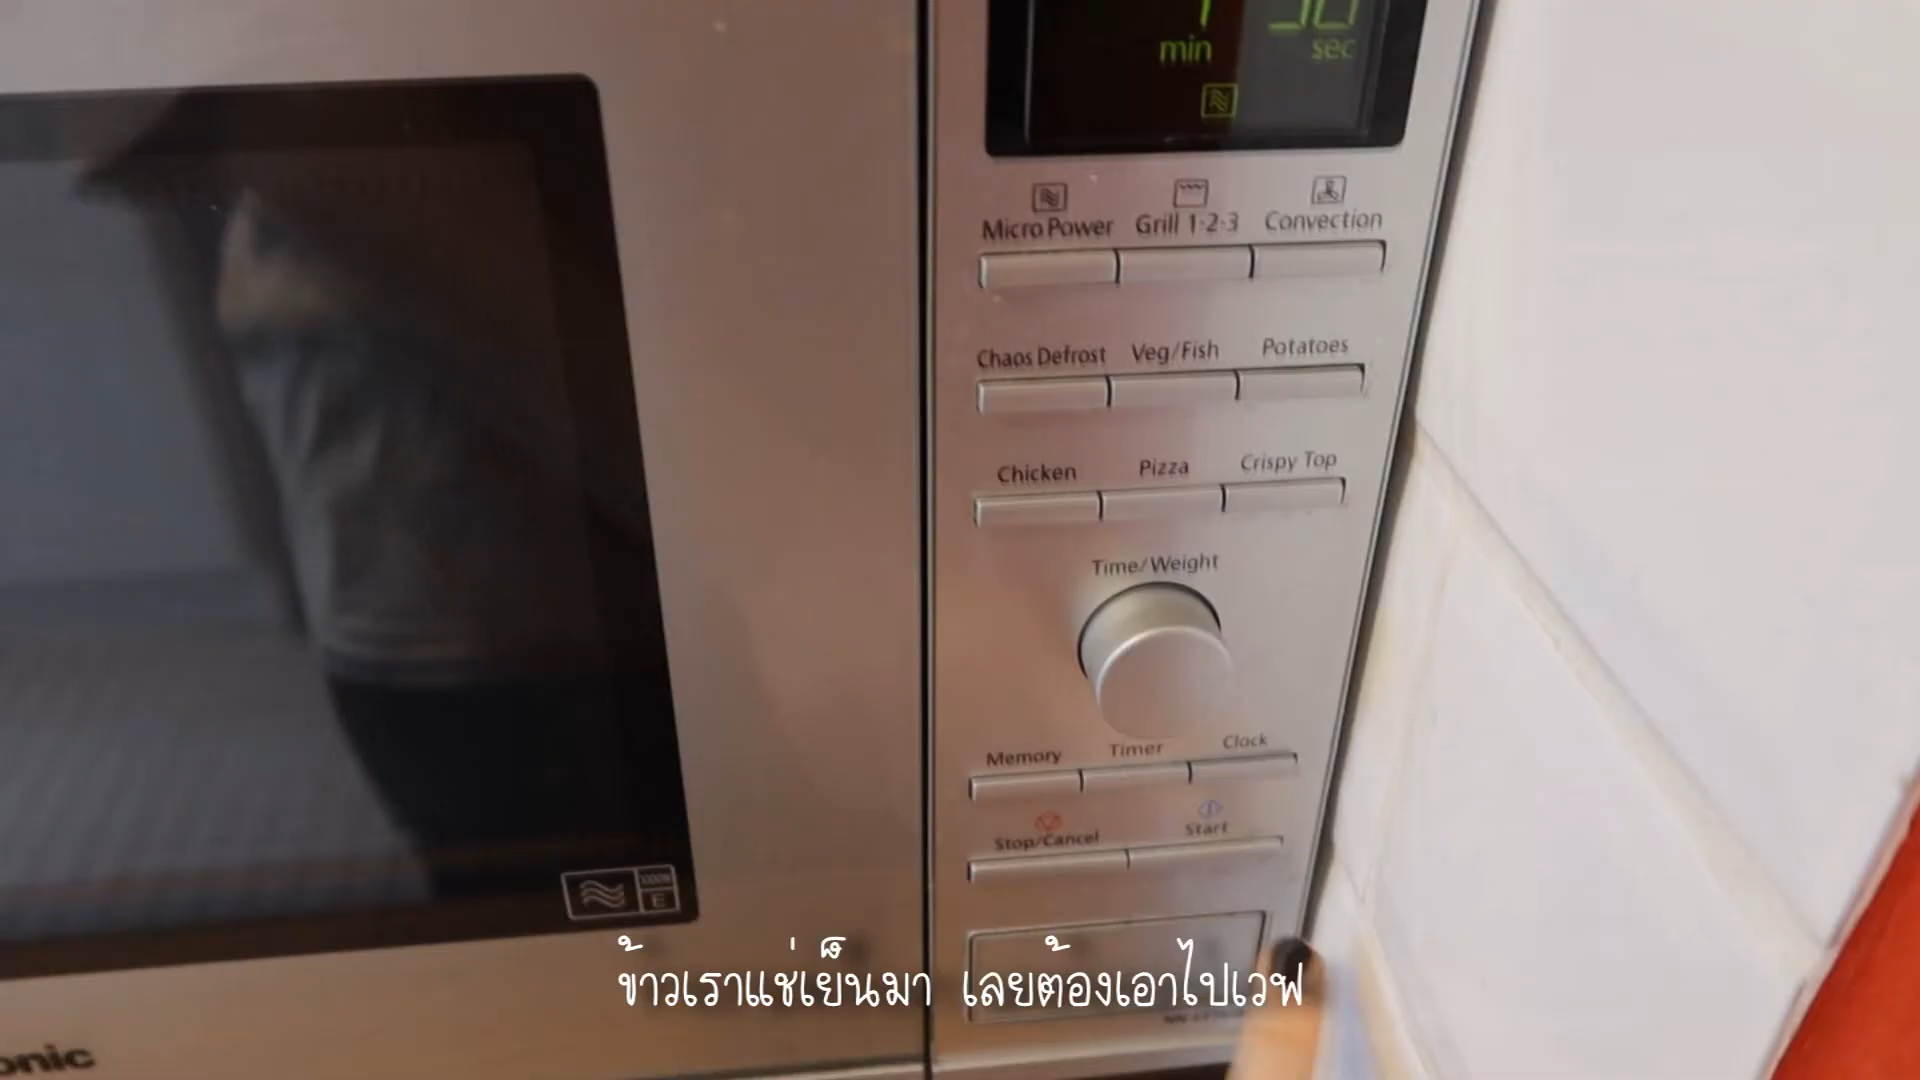 min sec
Micro Power Grill 1-2-3 Convection
Chaos Defrost Veg/Fish Potatoes
Chicken Pizza Crispy Top
Time/Weight
Memory Timer Clock
Stop/Cancel Start
E
ข้าวเราแช่เย็นมา เลยต้องเอาไปเวฟ
onic